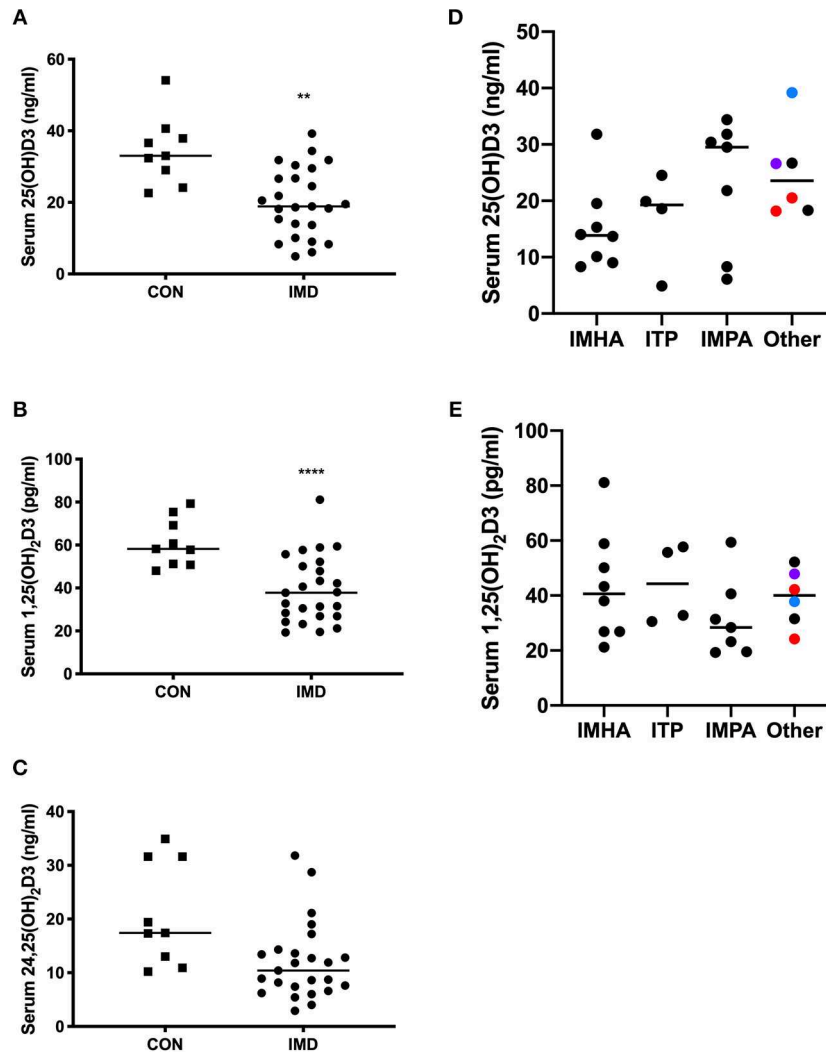 A
Serum 25(OH)D3 (ng/ml)
60
40
20
0
**
CON
IMD
B
Serum 1,25(OH)2D3 (pg/ml)
100
80
60
40
20
0
****
CON
IMD
C
Serum 24,25(OH)2D3 (ng/ml)
40
30
20
10
0
CON
IMD
D
Serum 25(OH)D3 (ng/ml)
50
40
30
20
10
0
IMHA
ITP
IMPA
Other
E
Serum 1,25(OH)2D3 (pg/ml)
100
80
60
40
20
0
IMHA
ITP
IMPA
Other